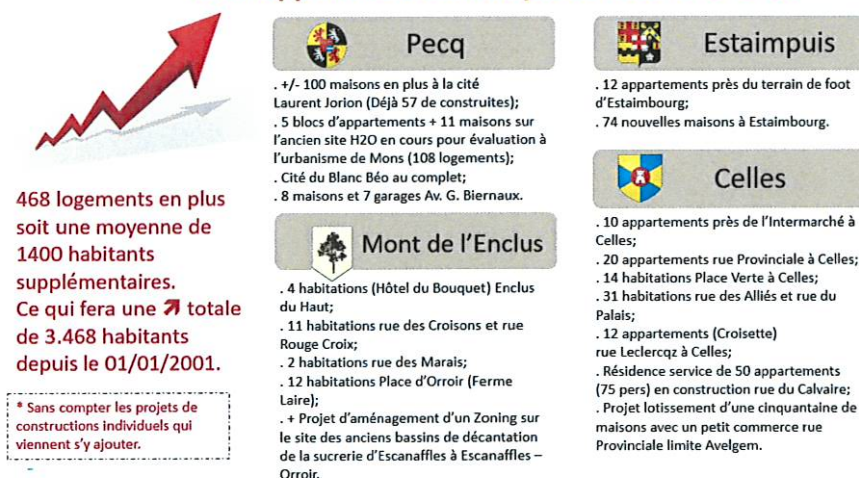 468 logements en plus
soit une moyenne de
1400 habitants
supplémentaires.
Ce qui fera une ↗ totale
de 3.468 habitants
depuis le 01/01/2001.
* Sans compter les projets de
constructions individuels qui
viennent s’y ajouter.
Pecq
. +/- 100 maisons en plus à la cité
Laurent Jorion (Déjà 57 de construites);
. 5 blocs d’appartements + 11 maisons sur
l’ancien site H2O en cours pour évaluation à
l’urbanisme de Mons (108 logements);
. Cité du Blanc Béo au complet;
. 8 maisons et 7 garages Av. G. Biernaux.
Mont de l’Enclus
. 4 habitations (Hôtel du Bouquet) Enclus
du Haut;
. 11 habitations rue des Croisons et rue
Rouge Croix;
. 2 habitations rue des Marais;
. 12 habitations Place d’Orroir (Ferme
Laire);
. + Projet d’aménagement d’un Zoning sur
le site des anciens bassins de décantation
de la sucrerie d’Escanaffles à Escanaffles –
Orroir.
Estaimpuis
. 12 appartements près du terrain de foot
d’Estaimbourg;
. 74 nouvelles maisons à Estaimbourg.
Celles
. 10 appartements près de l’Intermarché à
Celles;
. 20 appartements rue Provinciale à Celles;
. 14 habitations Place Verte à Celles;
. 31 habitations rue des Alliés et rue du
Palais;
. 12 appartements (Croisette)
rue Leclercqz à Celles;
. Résidence service de 50 appartements
(75 pers) en construction rue du Calvaire;
. Projet lotissement d’une cinquantaine de
maisons avec un petit commerce rue
Provinciale limite Avelgem.